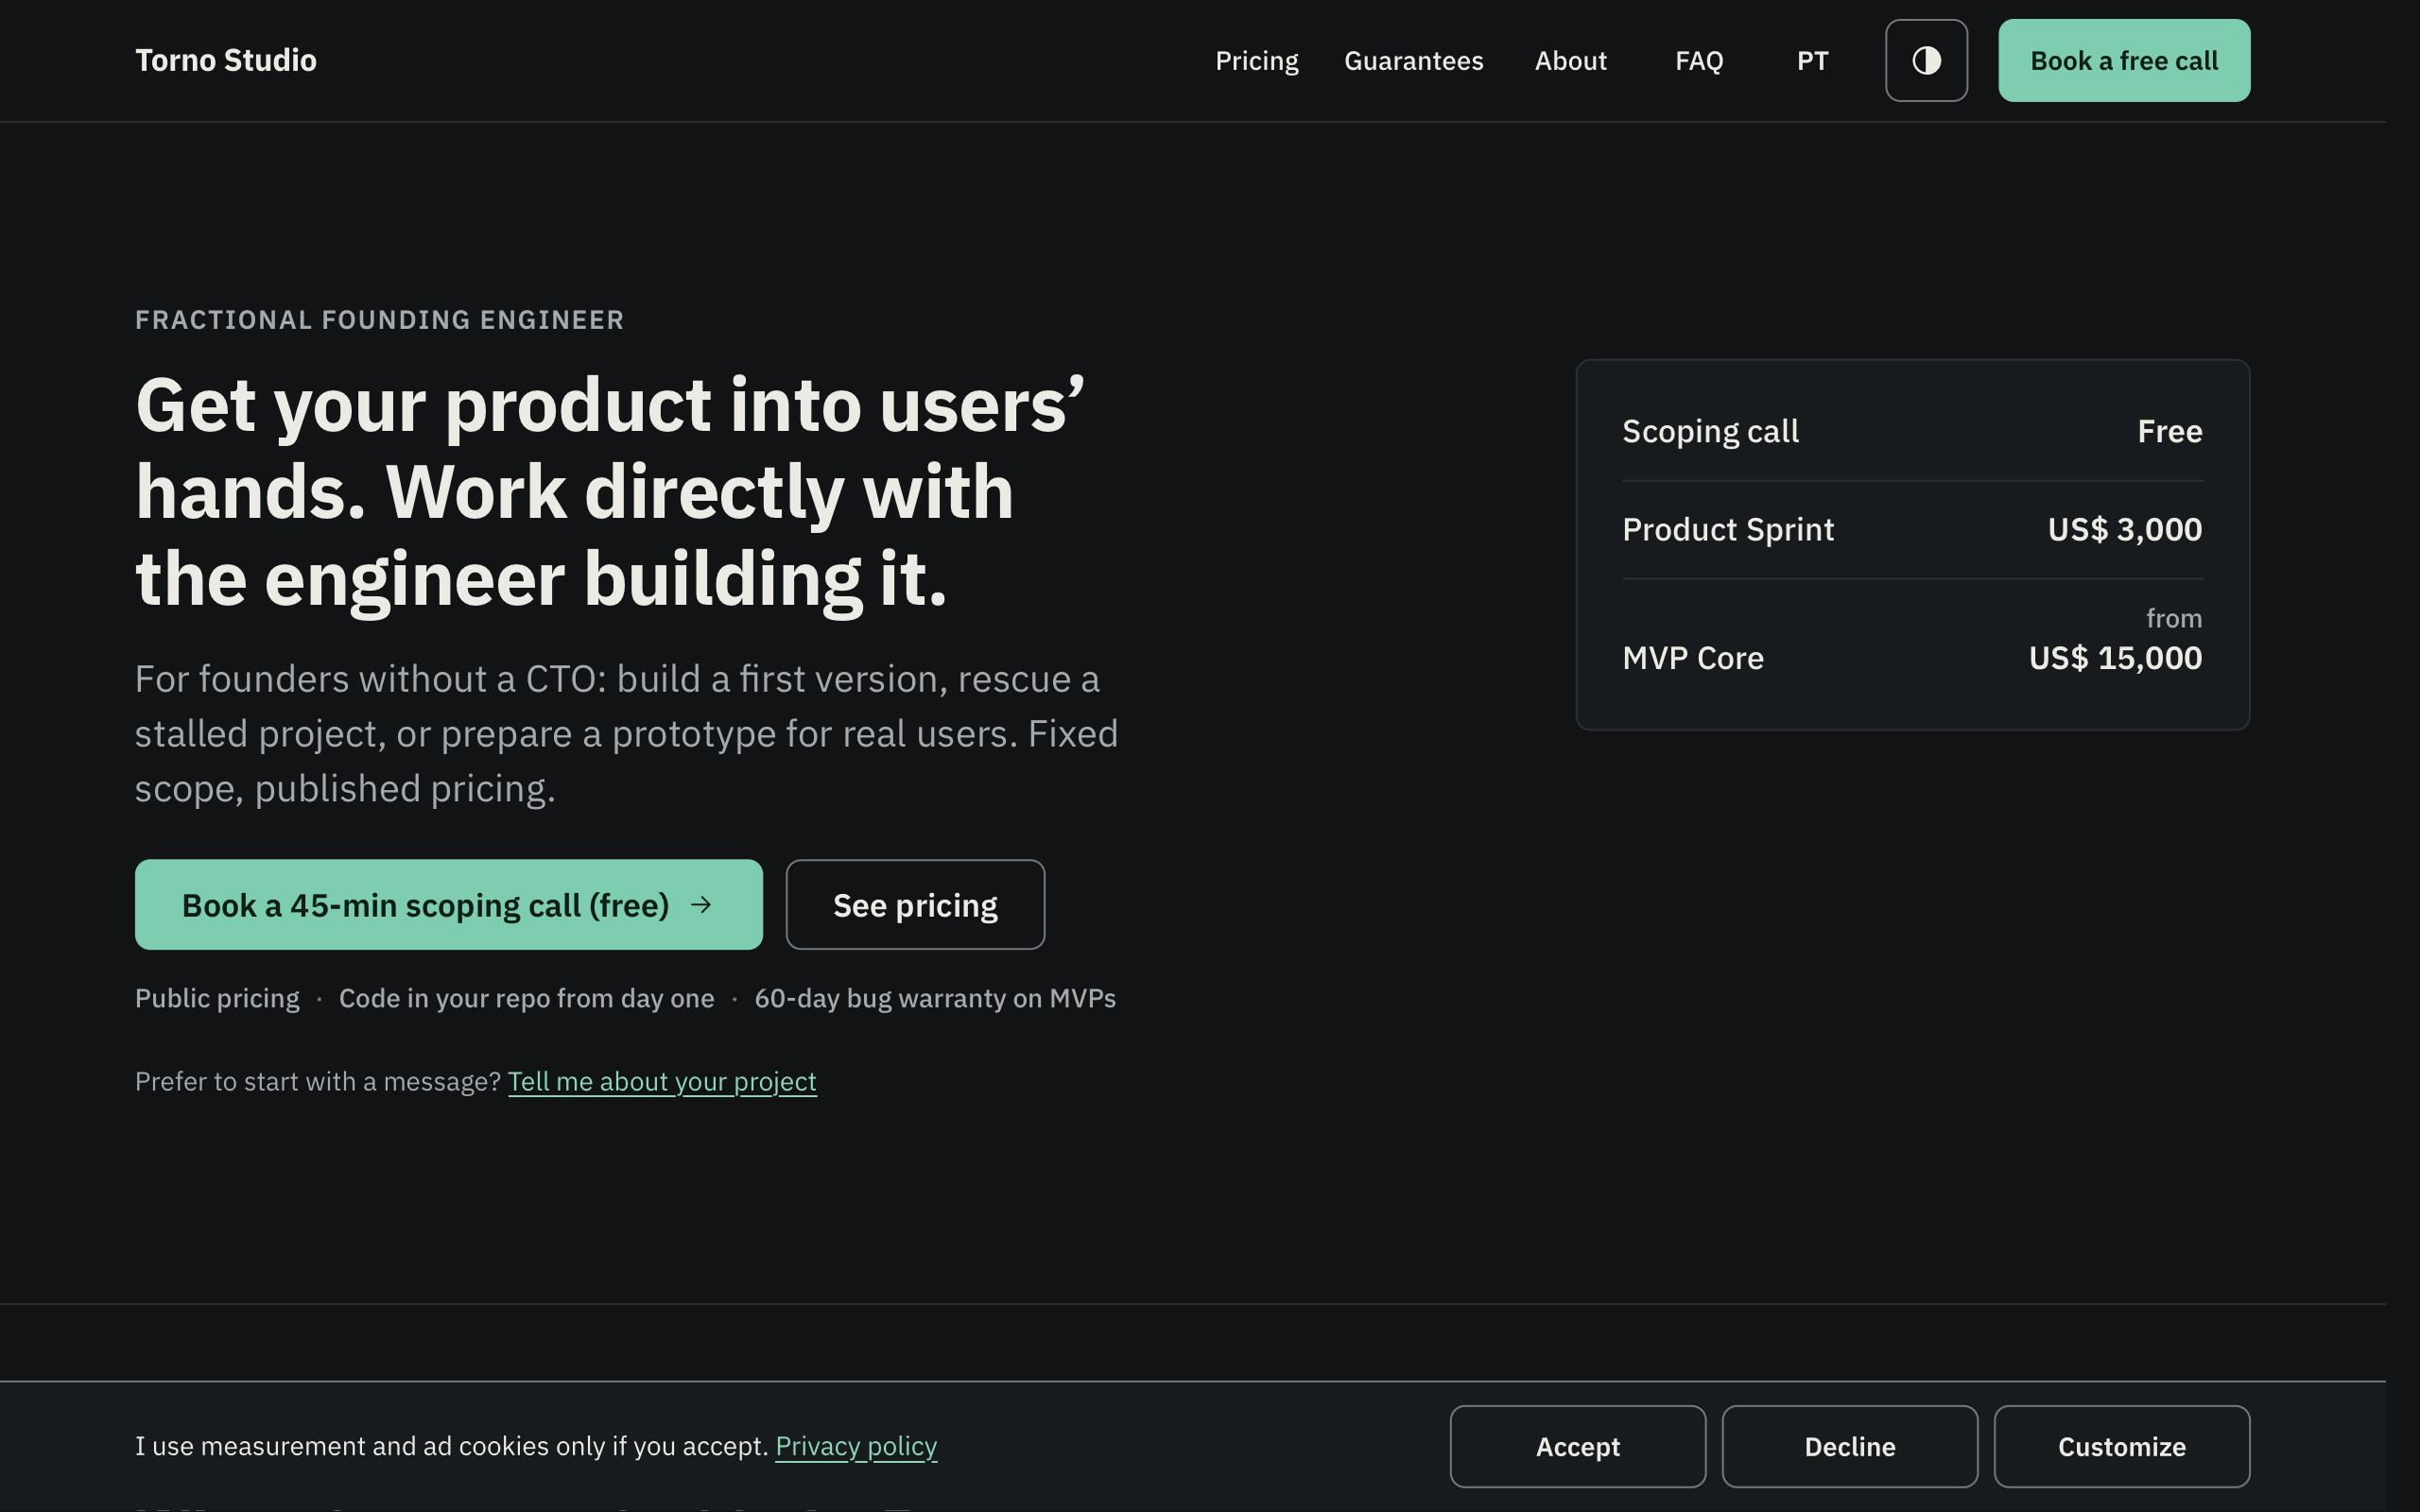 Torno Studio
Pricing
Guarantees
About
FAQ
PT
Book a free call
FRACTIONAL FOUNDING ENGINEER
Get your product into users’
hands. Work directly with
the engineer building it.
For founders without a CTO: build a first version, rescue a
stalled project, or prepare a prototype for real users. Fixed
scope, published pricing.
Book a 45-min scoping call (free) →
See pricing
Public pricing · Code in your repo from day one · 60-day bug warranty on MVPs
Prefer to start with a message? Tell me about your project
Scoping call Free
Product Sprint US$ 3,000
from
MVP Core US$ 15,000
I use measurement and ad cookies only if you accept. Privacy policy
Accept
Decline
Customize